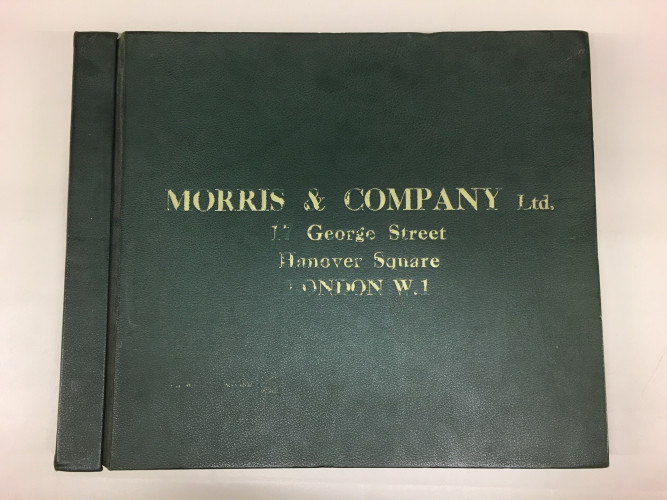 MORRIS & COMPANY Ltd.
17 George Street
Hanover Square
LONDON W.1